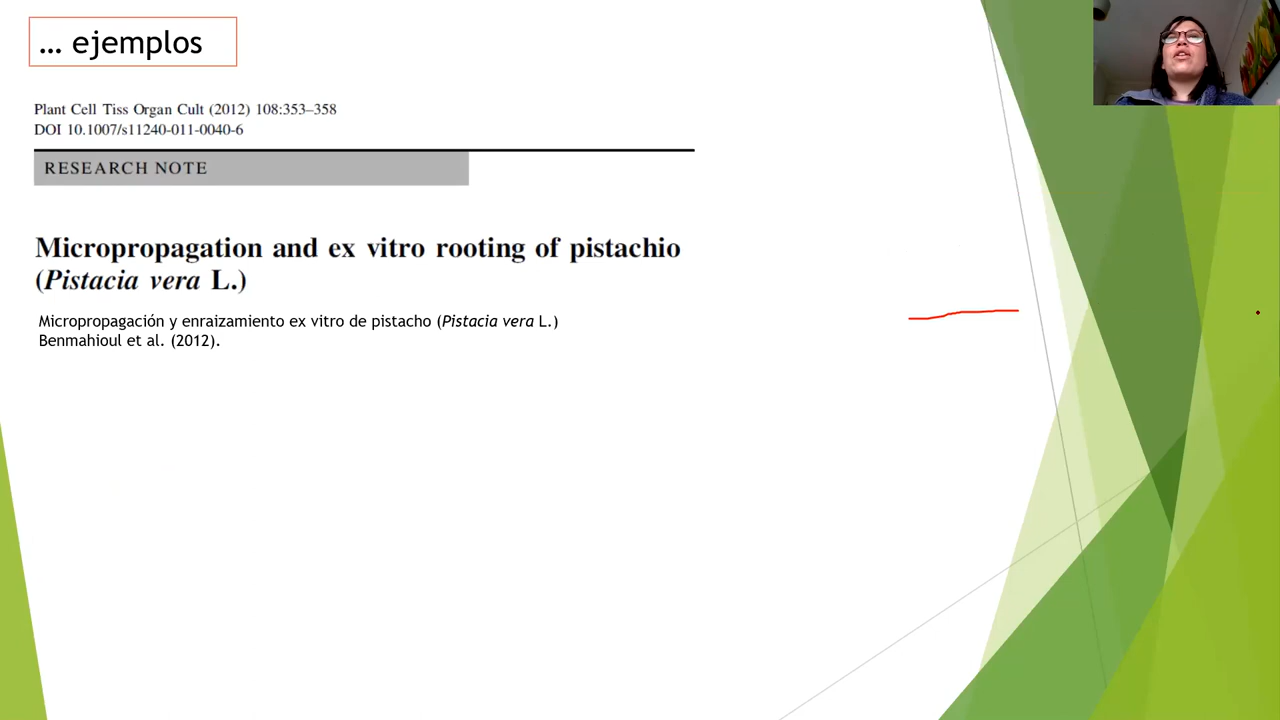 … ejemplos
Plant Cell Tiss Organ Cult (2012) 108:353–358
DOI 10.1007/s11240-011-0040-6
RESEARCH NOTE
Micropropagation and ex vitro rooting of pistachio
(Pistacia vera L.)
Micropropagación y enraizamiento ex vitro de pistacho (Pistacia vera L.)
Benmahioul et al. (2012).